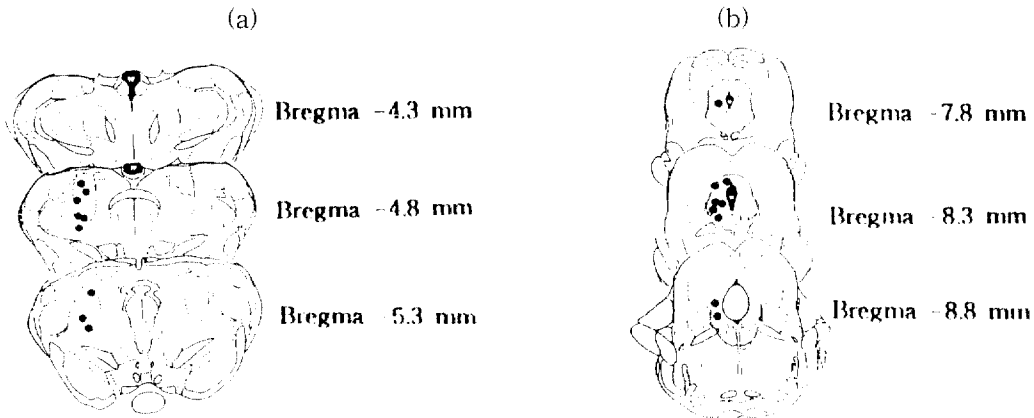 (a)
Bregma -4.3 mm
Bregma -4.8 mm
Bregma -5.3 mm
(b)
Bregma -7.8 mm
Bregma -8.3 mm
Bregma -8.8 mm